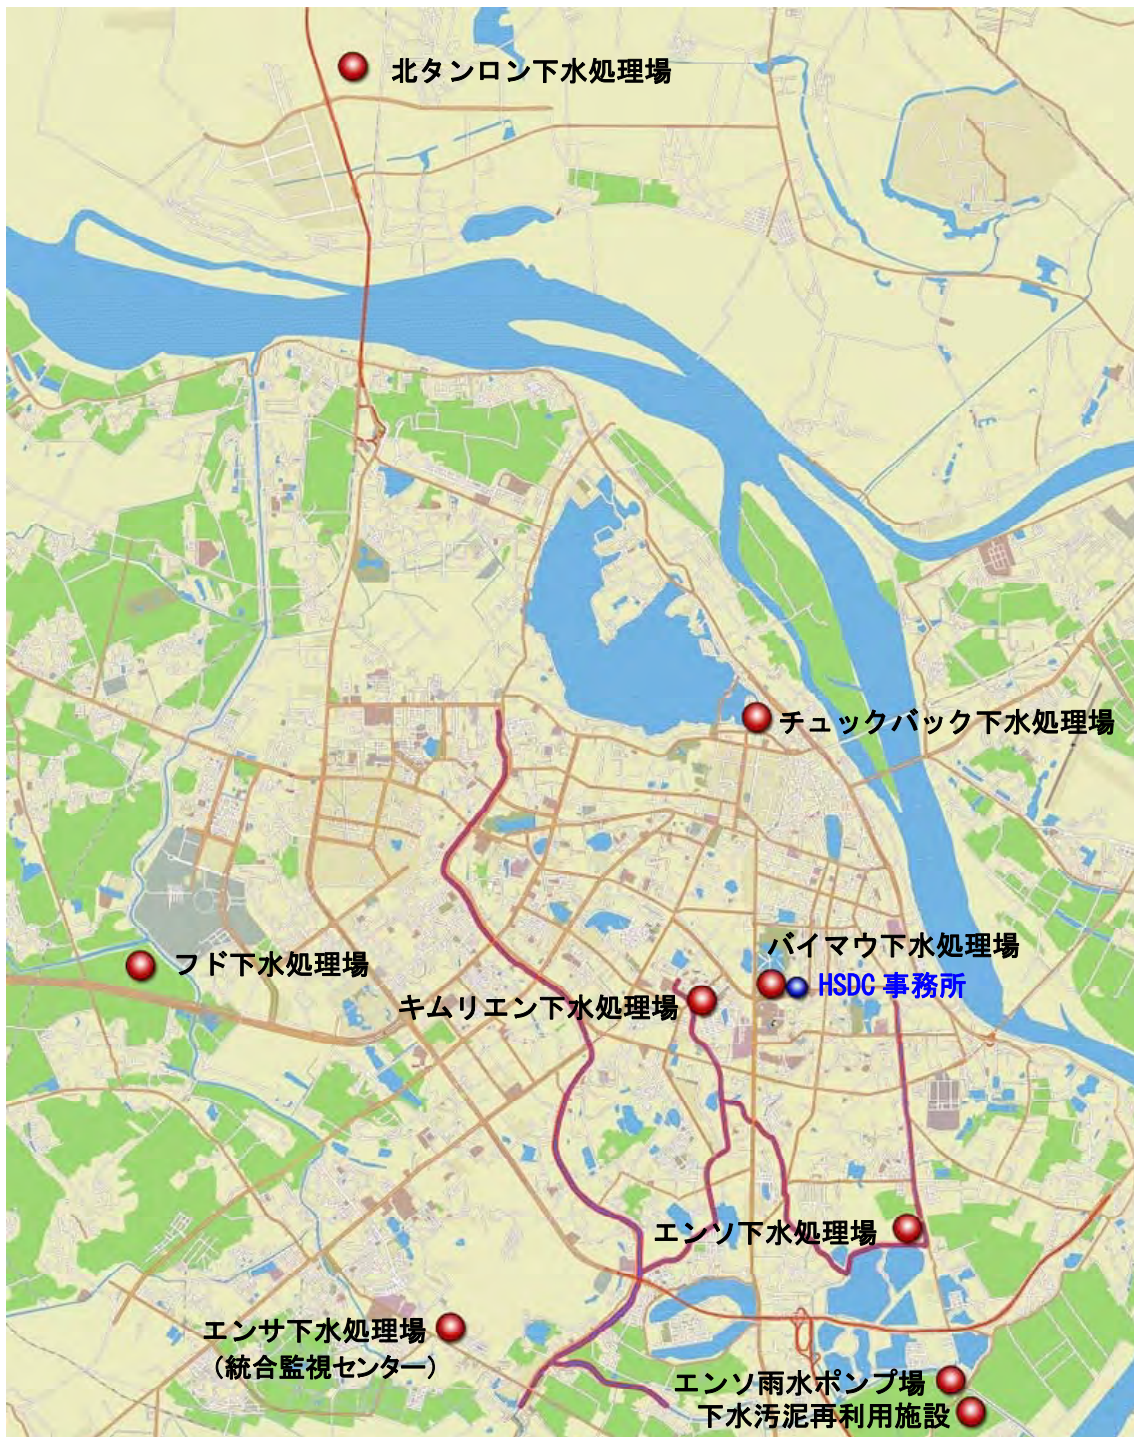 北タンロン下水処理場
チュックバック下水処理場
バイマウ下水処理場
フド下水処理場
HSDC 事務所
キムリエン下水処理場
エンソ下水処理場
エンサ下水処理場
(統合監視センター)
エンソ雨水ポンプ場
下水汚泥再利用施設